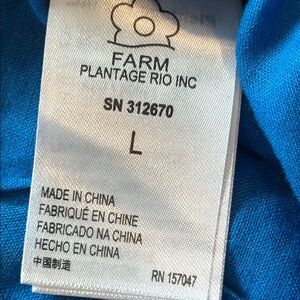 FARM
PLANTAGE RIO INC
SN 312670
L
MADE IN CHINA
FABRIQUÉ EN CHINE
FABRICADO NA CHINA
HECHO EN CHINA
中国制造
RN 157047